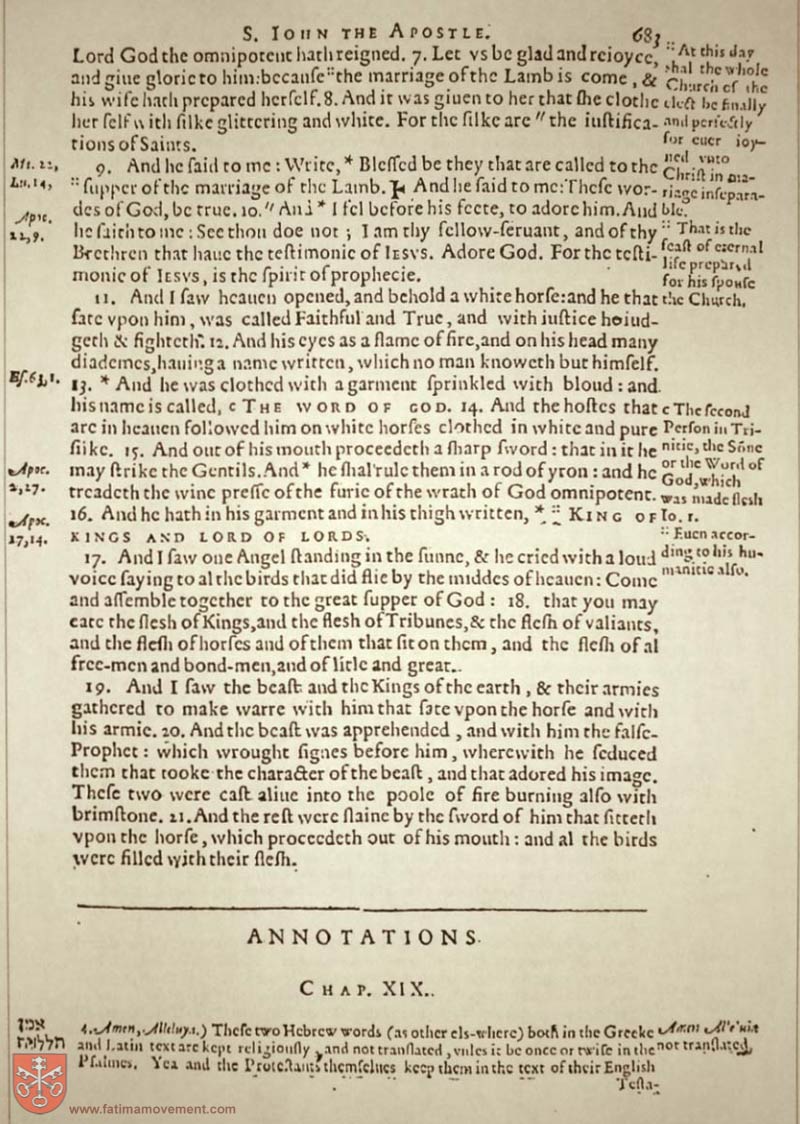 S. IOHN THE APOSTLE.
683
Lord God the omnipotent hath reigned. 7. Let vs be glad and reioyce,
and giue glorie to him: becauſe " the marriage of the Lamb is come, &
his wife hath prepared herſelf. 8. And it was giuen to her that ſhe clothe
her ſelf with ſilke glittering and white. For the ſilke are " the iuſtifica-
tions of Saints.
9. And he ſaid to me: Write, * Bleſſed be they that are called to the
" ſupper of the marriage of the Lamb. And he ſaid to me: Theſe wor-
des of God, be true. 10. " And * I fel before his feete, to adore him. And
he ſaith to me: See thou doe not; I am thy fellow-ſeruant, and of thy
Brethren that haue the teſtimonie of IESVS. Adore God. For the teſti-
monie of IESVS, is the ſpirit of prophecie.
11. And I ſaw heauen opened, and behold a white horſe: and he that
ſate vpon him, was called Faithful and True, and with iuſtice he iud-
geth & fighteth. 12. And his eyes as a flame of fire, and on his head many
diademes, hauing a name written, which no man knoweth but himſelf.
13. * And he was clothed with a garment ſprinkled with bloud: and
his name is called, c THE WORD OF GOD. 14. And the hoſtes that
are in heauen followed him on white horſes clothed in white and pure
ſilke. 15. And out of his mouth proceedeth a ſharp ſword: that in it he
may ſtrike the Gentils. And * he ſhal rule them in a rod of yron: and he
treadeth the wine preſſe of the furie of the wrath of God omnipotent.
16. And he hath in his garment and in his thigh written, * " KING OF
KINGS AND LORD OF LORDS.
17. And I ſaw one Angel ſtanding in the ſunne, & he cried with a loud
voice ſaying to al the birds that did flie by the middes of heauen: Come
and aſſemble together to the great ſupper of God: 18. that you may
eate the fleſh of Kings, and the fleſh of Tribunes, & the fleſh of valiants,
and the fleſh of horſes and of them that ſit on them, and the fleſh of al
free-men and bond-men, and of litle and great.
19. And I ſaw the beaſt and the Kings of the earth, & their armies
gathered to make warre with him that ſate vpon the horſe and with
his armie. 20. And the beaſt was apprehended, and with him the falſe-
Prophet: which wrought ſignes before him, wherewith he ſeduced
them that tooke the character of the beaſt, and that adored his image.
Theſe two were caſt aliue into the poole of fire burning alſo with
brimſtone. 21. And the reſt were ſlaine by the ſword of him that ſitteth
vpon the horſe, which proceedeth out of his mouth: and al the birds
were filled with their fleſh.
Mt. 22,
Lu. 14,
Apoc.
22,9.
Eſ. 63, 1.
Apoc.
2,27.
Apoc.
17,14.
" At this day
ſhal the whole
Church of the
elect be finally
and perfectly
for euer ioy-
ned vnto
Chriſt in ma-
riage inſepara-
ble.
" That is the
feaſt of eternal
life prepared
for his ſpouſe
the Church.
c The ſecond
Perſon in Tri-
nitie, the Sōne
or the Word of
God, which
was made fleſh
Io. 1.
" Euen accor-
ding to his hu-
manitie alſo.
ANNOTATIONS.
CHAP. XIX.
אמן
הללויה
4. Amen, Alleluya.) Theſe two Hebrew words (as other els-where) both in the Greeke
and Latin text are kept religiouſly, and not tranſlated, vnles it be once or twiſe in the
Pſalmes. Yea and the Proteſtants themſelues keep them in the text of their English
Teſta-
Amen Alleluia
not tranſlated.
www.fatimamovement.com